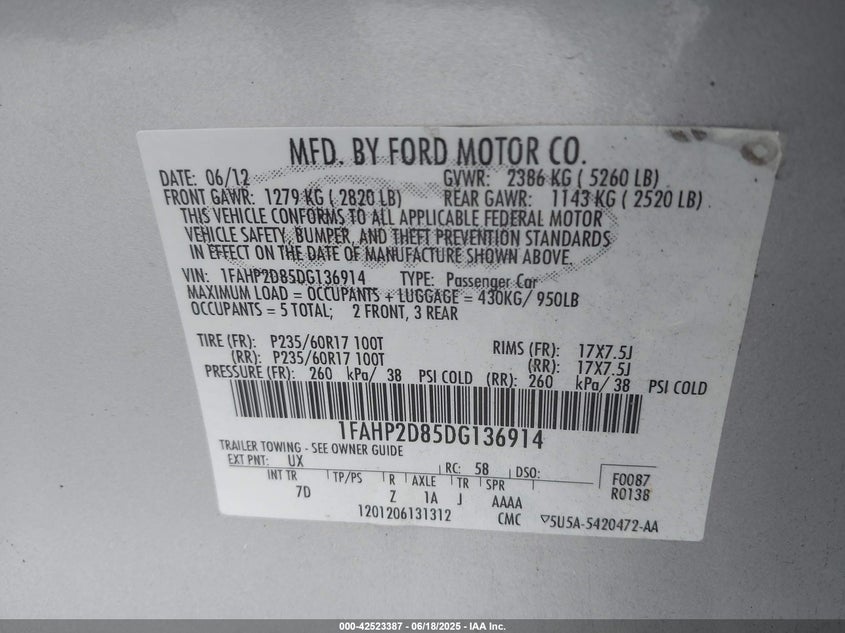 MFD. BY FORD MOTOR CO.
DATE: 06/12 GVWR: 2386 KG ( 5260 LB)
FRONT GAWR: 1279 KG ( 2820 LB) REAR GAWR: 1143 KG ( 2520 LB)
THIS VEHICLE CONFORMS TO ALL APPLICABLE FEDERAL MOTOR
VEHICLE SAFETY, BUMPER, AND THEFT PREVENTION STANDARDS
IN EFFECT ON THE DATE OF MANUFACTURE SHOWN ABOVE.
VIN: 1FAHP2D85DG136914 TYPE: Passenger Car
MAXIMUM LOAD = OCCUPANTS + LUGGAGE = 430KG/ 950LB
OCCUPANTS = 5 TOTAL; 2 FRONT, 3 REAR
TIRE (FR): P235/60R17 100T RIMS (FR): 17X7.5J
(RR): P235/60R17 100T (RR): 17X7.5J
PRESSURE (FR): 260 kPa/ 38 PSI COLD (RR): 260 kPa/ 38 PSI COLD
1FAHP2D85DG136914
TRAILER TOWING - SEE OWNER GUIDE
EXT PNT: UX RC: 58 DSO: F0087
INT TR TP/PS R AXLE TR SPR R0138
7D Z 1A J AAAA
1201206131312 CMC ▽5U5A-5420472-AA
000-42523387 - 06/18/2025 - IAA Inc.